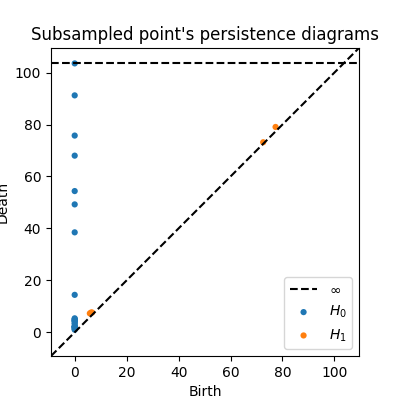 Subsampled point's persistence diagrams
Death
100
80
60
40
20
0
∞
H₀
H₁
0 20 40 60 80 100
Birth